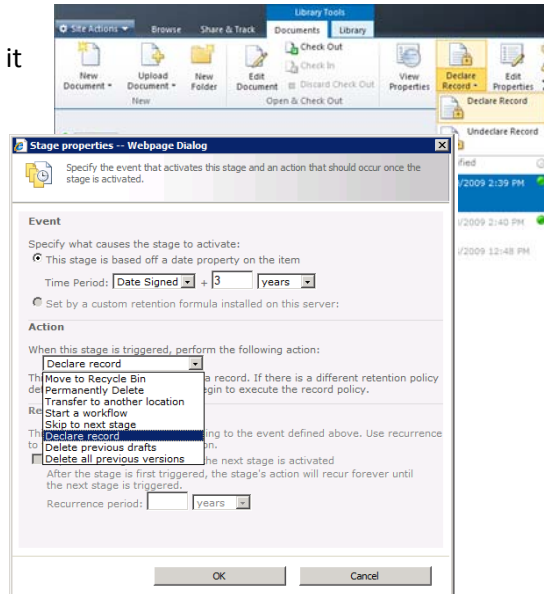 it
Library Tools
Site Actions Browse Share & Track Documents Library
New Document
Upload Document
New Folder
New
Edit Document
Check Out
Check In
Discard Check Out
Open & Check Out
View Properties
Declare Record
Edit Properties
Declare Record
Undeclare Record
/2009 2:39 PM
/2009 2:40 PM
/2009 12:48 PM
Stage properties -- Webpage Dialog
Specify the event that activates this stage and an action that should occur once the
stage is activated.
Event
Specify what causes the stage to activate:
This stage is based off a date property on the item
Time Period: Date Signed + 3 years
Set by a custom retention formula installed on this server:
Action
When this stage is triggered, perform the following action:
Declare record
Move to Recycle Bin
Permanently Delete
Transfer to another location
Start a workflow
Skip to next stage
Declare record
Delete previous drafts
Delete all previous versions
a record. If there is a different retention policy
gin to execute the record policy.
ng to the event defined above. Use recurrence
on.
he next stage is activated
After the stage is first triggered, the stage's action will recur forever until
the next stage is triggered.
Recurrence period: years
OK Cancel